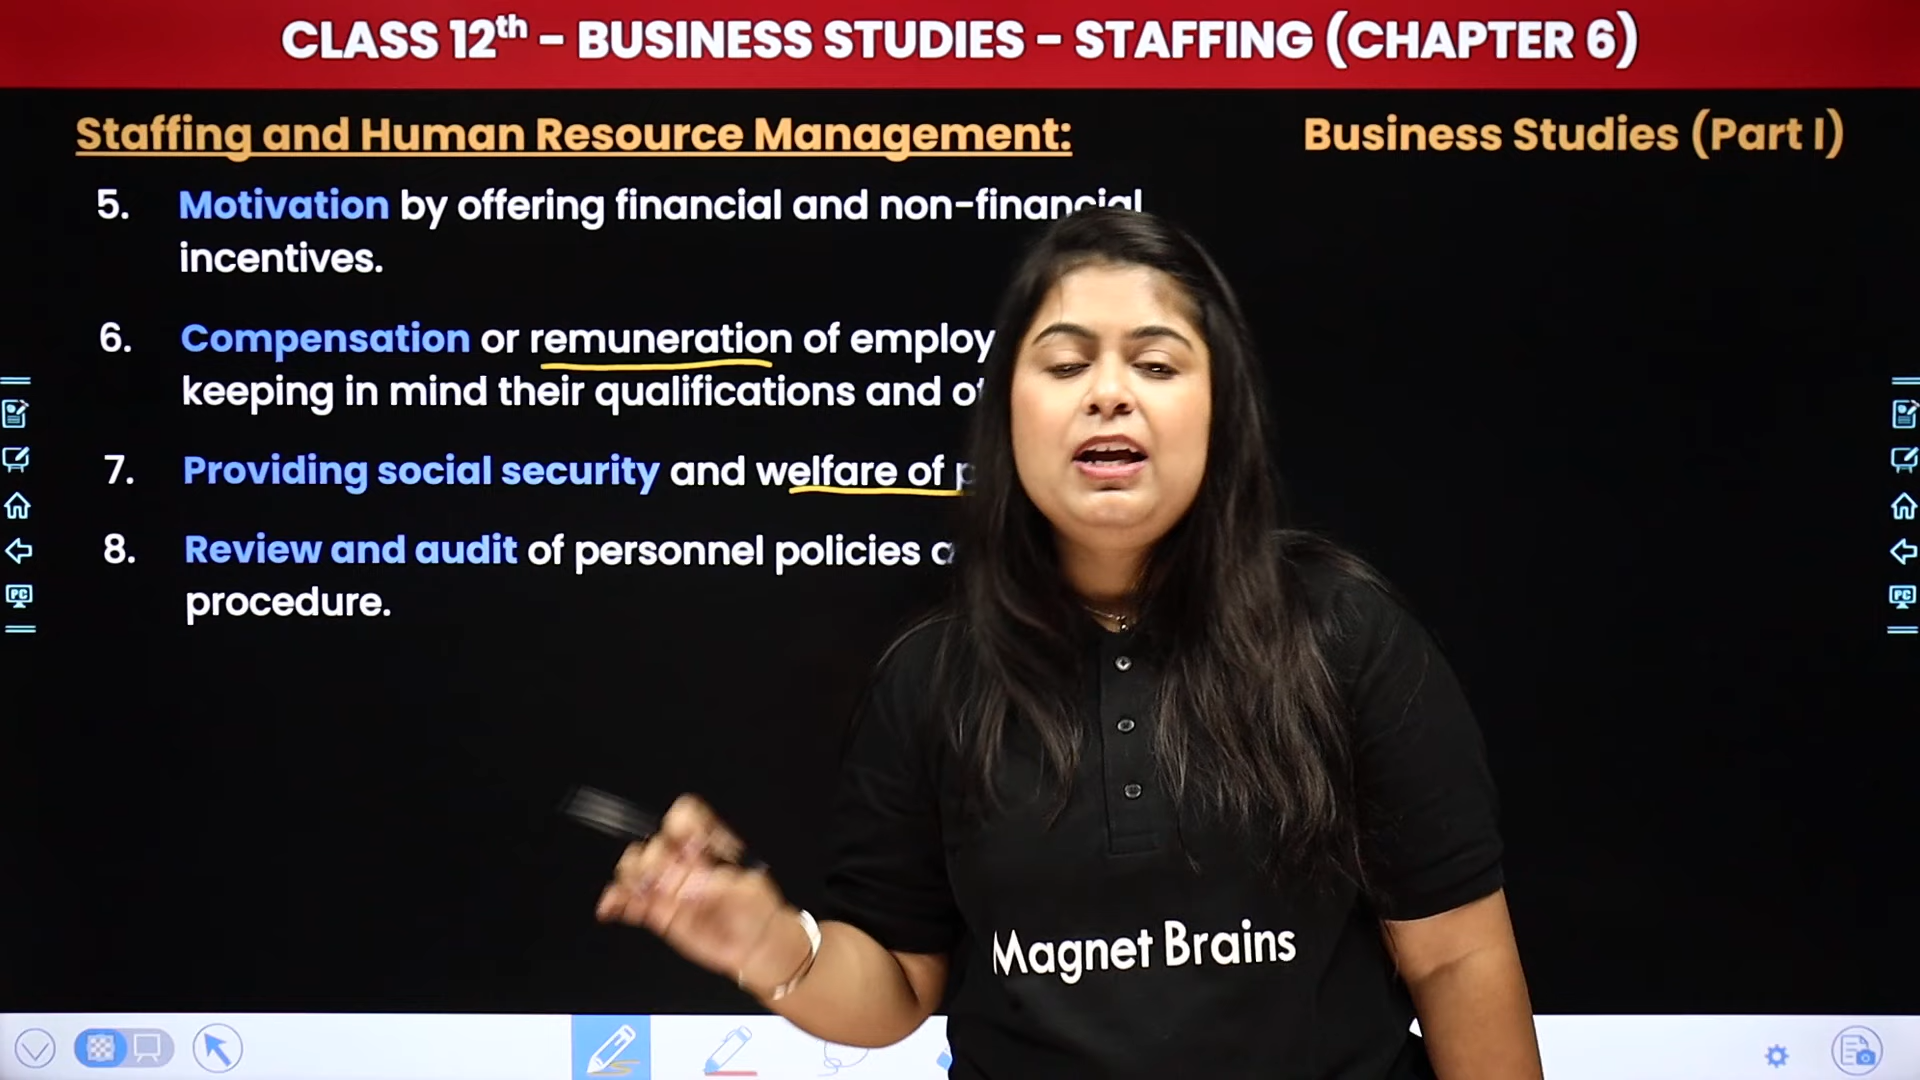 CLASS 12th - BUSINESS STUDIES - STAFFING (CHAPTER 6)
Staffing and Human Resource Management:
Business Studies (Part I)
5. Motivation by offering financial and non-financial
incentives.
6. Compensation or remuneration of
keeping in mind their qualifications and
7. Providing social security and welfare of
8. Review and audit of personnel policies
procedure.
Magnet Brains
PC
PC